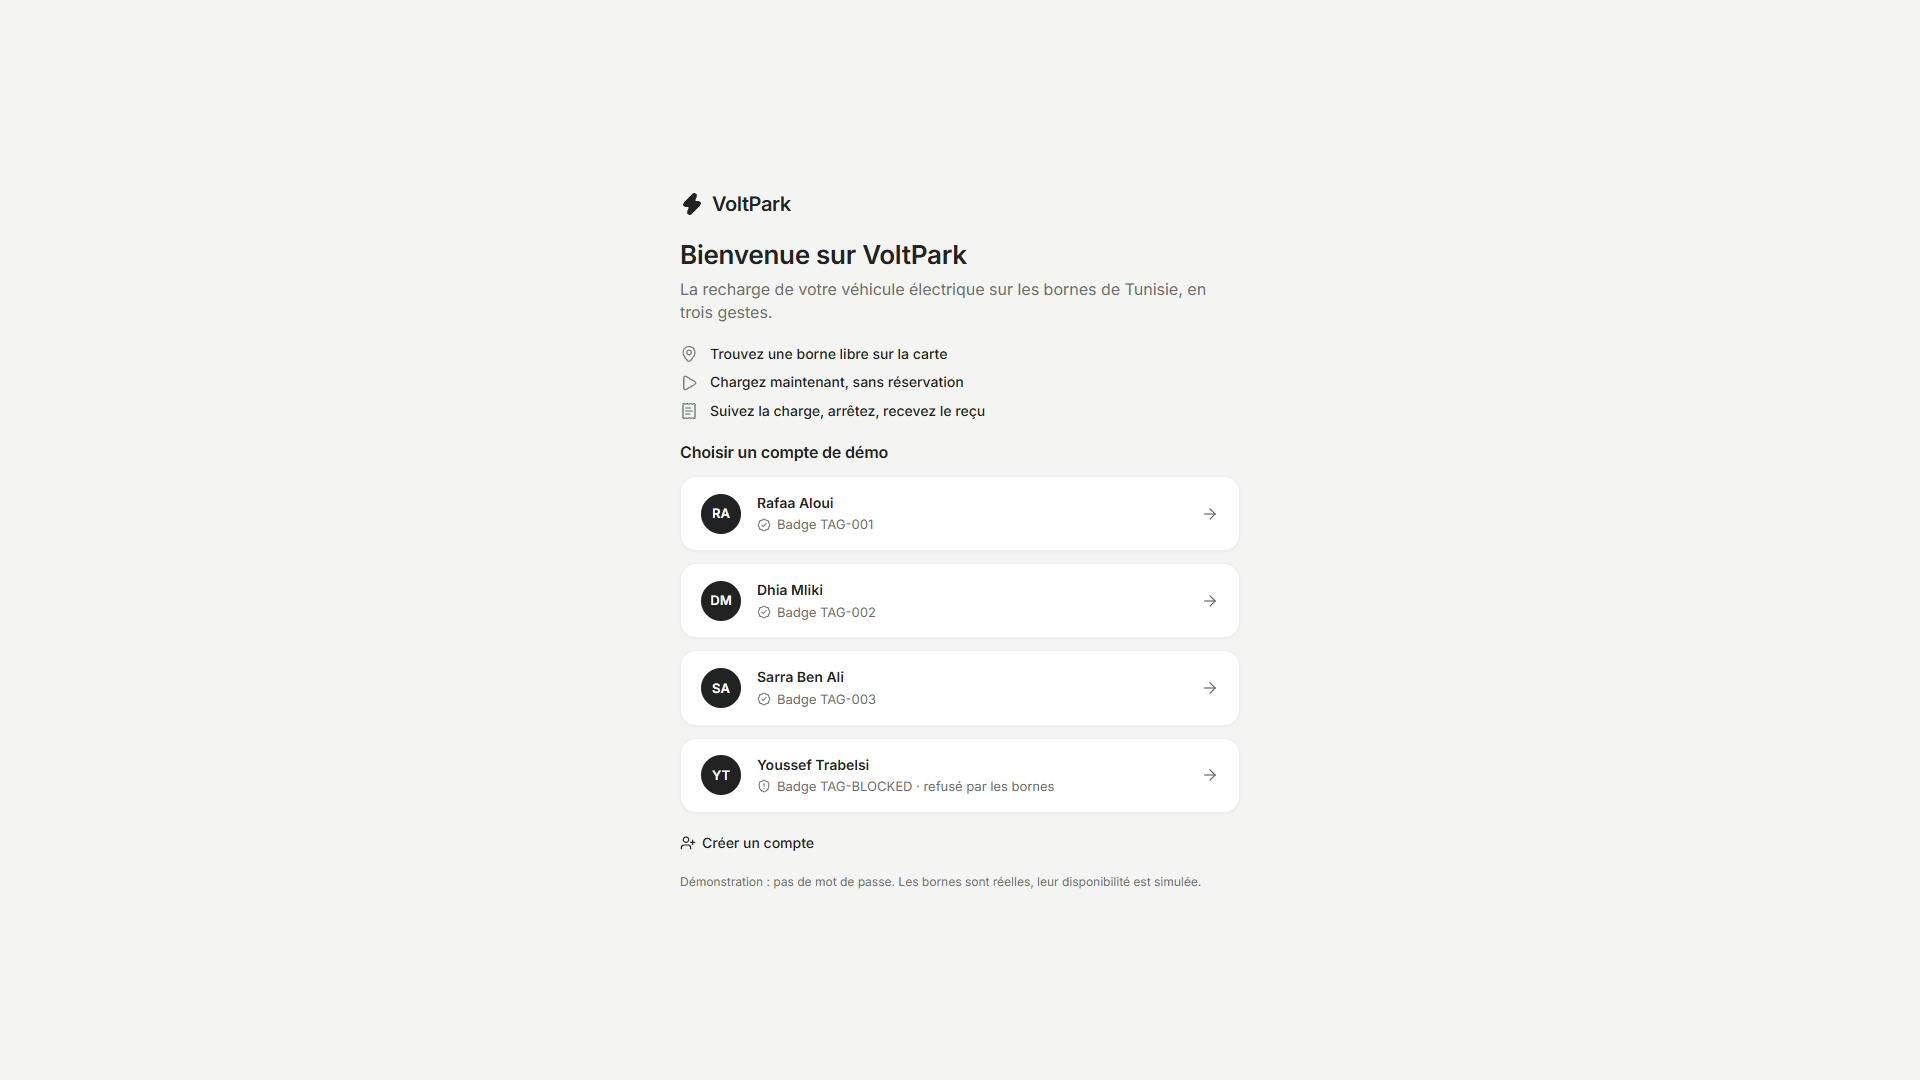 VoltPark
Bienvenue sur VoltPark
La recharge de votre véhicule électrique sur les bornes de Tunisie, en
trois gestes.
Trouvez une borne libre sur la carte
Chargez maintenant, sans réservation
Suivez la charge, arrêtez, recevez le reçu
Choisir un compte de démo
RA
Rafaa Aloui
Badge TAG-001
DM
Dhia Mliki
Badge TAG-002
SA
Sarra Ben Ali
Badge TAG-003
YT
Youssef Trabelsi
Badge TAG-BLOCKED · refusé par les bornes
Créer un compte
Démonstration : pas de mot de passe. Les bornes sont réelles, leur disponibilité est simulée.